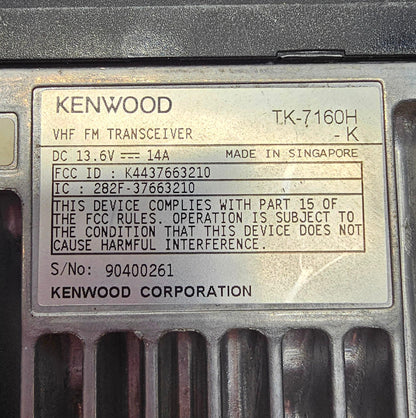 KENWOOD TK-7160H
VHF FM TRANSCEIVER -K
DC 13.6V ⎓ 14A MADE IN SINGAPORE
FCC ID : K4437663210
IC : 282F-37663210
THIS DEVICE COMPLIES WITH PART 15 OF
THE FCC RULES. OPERATION IS SUBJECT TO
THE CONDITION THAT THIS DEVICE DOES NOT
CAUSE HARMFUL INTERFERENCE.
S/No: 90400261
KENWOOD CORPORATION